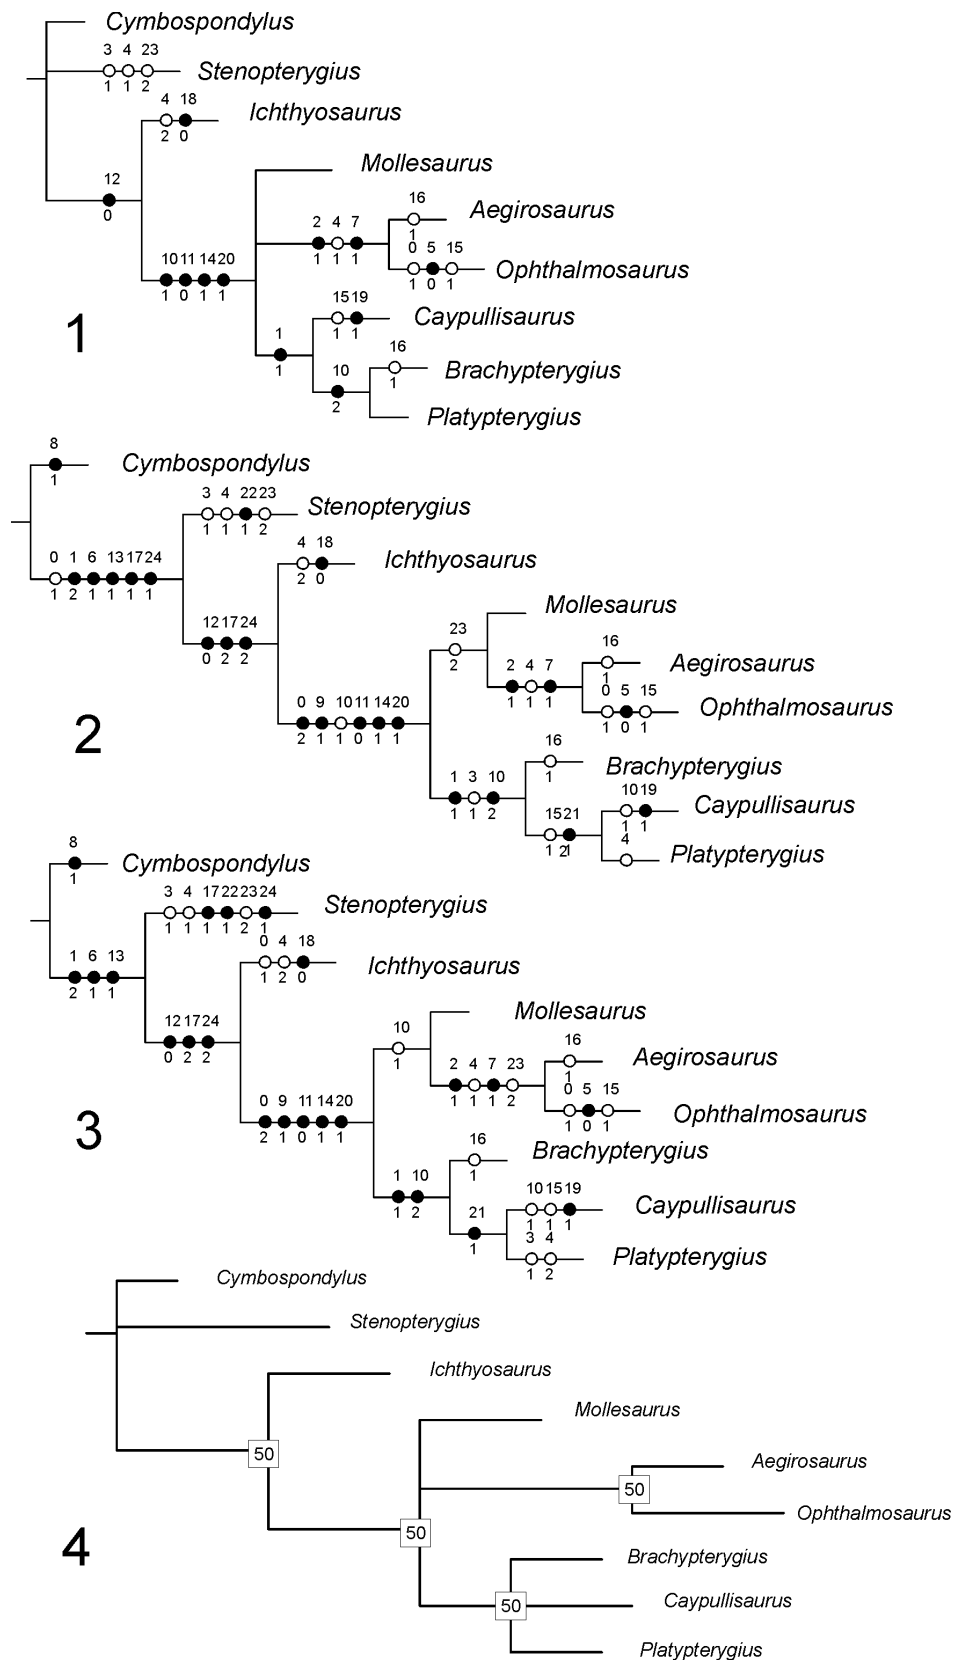 Cymbospondylus
3 4 23
Stenopterygius
1 1 2
4 18
Ichthyosaurus
2 0
Mollesaurus
12
0
16
Aegirosaurus
1
2 4 7
1 1 1
0 5 15
Ophthalmosaurus
1 0 1
10 11 14 20
1 0 1 1
15 19
Caypullisaurus
1 1
1
1
16
Brachypterygius
1
10
2
Platypterygius
1
8
Cymbospondylus
1
3 4 22 23
Stenopterygius
1 1 1 2
0 1 6 13 17 24
1 2 1 1 1 1
4 18
Ichthyosaurus
2 0
Mollesaurus
12 17 24
0 2 2
23
2
16
Aegirosaurus
1
2 4 7
1 1 1
0 5 15
Ophthalmosaurus
1 0 1
0 9 10 11 14 20
2 1 1 0 1 1
16
Brachypterygius
1
1 3 10
1 1 2
10 19
Caypullisaurus
1 1
15 21
1 1
4
2
Platypterygius
2
8
Cymbospondylus
1
3 4 17 22 23 24
Stenopterygius
1 1 1 1 2 1
1 6 13
2 1 1
0 4 18
Ichthyosaurus
1 2 0
Mollesaurus
12 17 24
0 2 2
10
1
16
Aegirosaurus
1
2 4 7 23
1 1 1 2
0 5 15
Ophthalmosaurus
1 0 1
0 9 11 14 20
2 1 0 1 1
16
Brachypterygius
1
1 10
1 2
10 15 19
Caypullisaurus
1 1 1
21
1
3 4
Platypterygius
1 2
3
Cymbospondylus
Stenopterygius
Ichthyosaurus
Mollesaurus
50
Aegirosaurus
50
Ophthalmosaurus
50
Brachypterygius
50
Caypullisaurus
Platypterygius
4